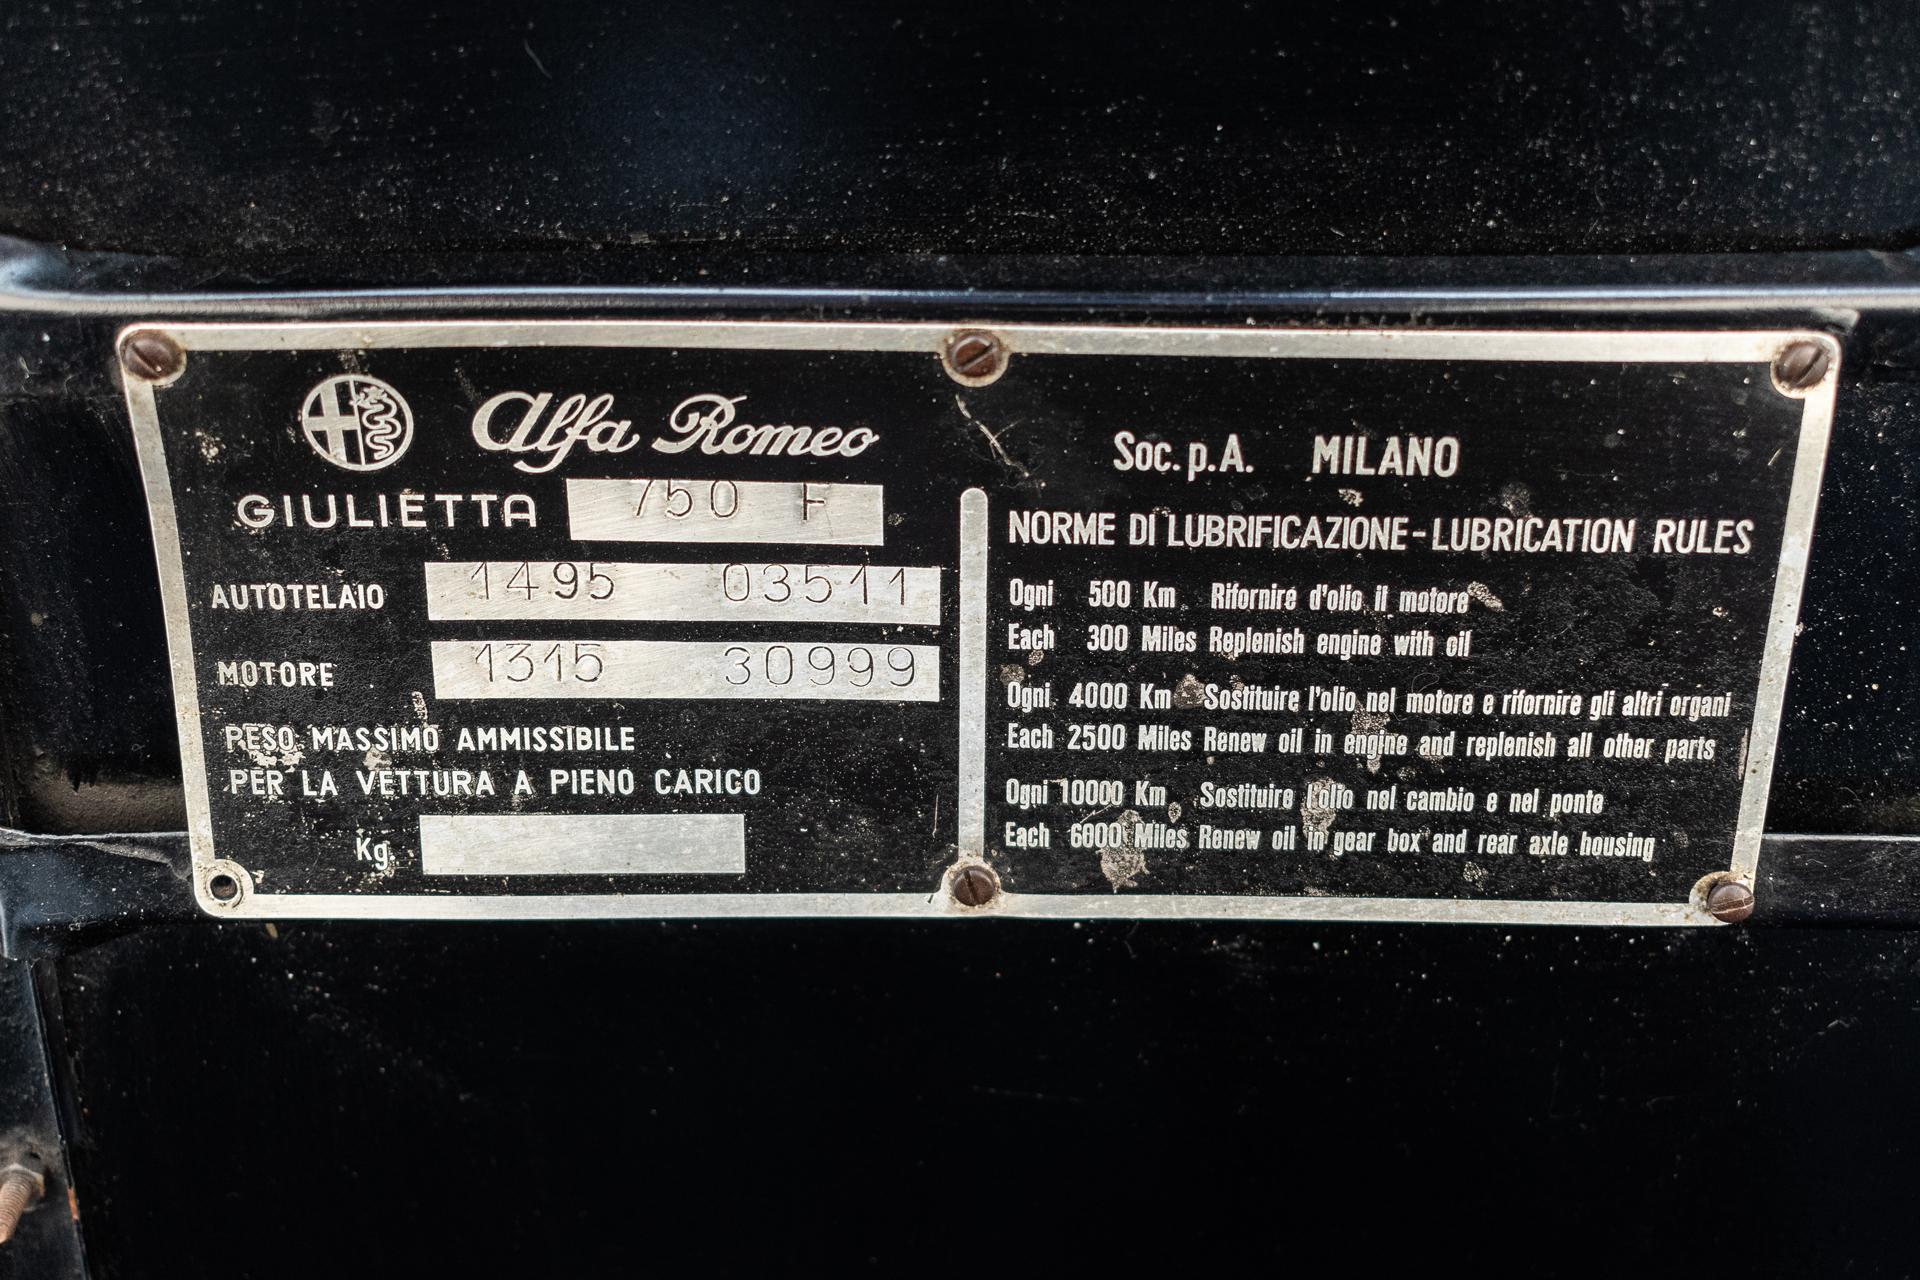 Alfa Romeo
GIULIETTA 750 F
AUTOTELAIO 1495 03511
MOTORE 1315 30999
PESO MASSIMO AMMISSIBILE
PER LA VETTURA A PIENO CARICO
Kg.
Soc. p. A. MILANO
NORME DI LUBRIFICAZIONE - LUBRICATION RULES
Ogni 500 Km Rifornire d'olio il motore
Each 300 Miles Replenish engine with oil
Ogni 4000 Km Sostituire l'olio nel motore e rifornire gli altri organi
Each 2500 Miles Renew oil in engine and replenish all other parts
Ogni 10000 Km Sostituire l'olio nel cambio e nel ponte
Each 6000 Miles Renew oil in gear box and rear axle housing